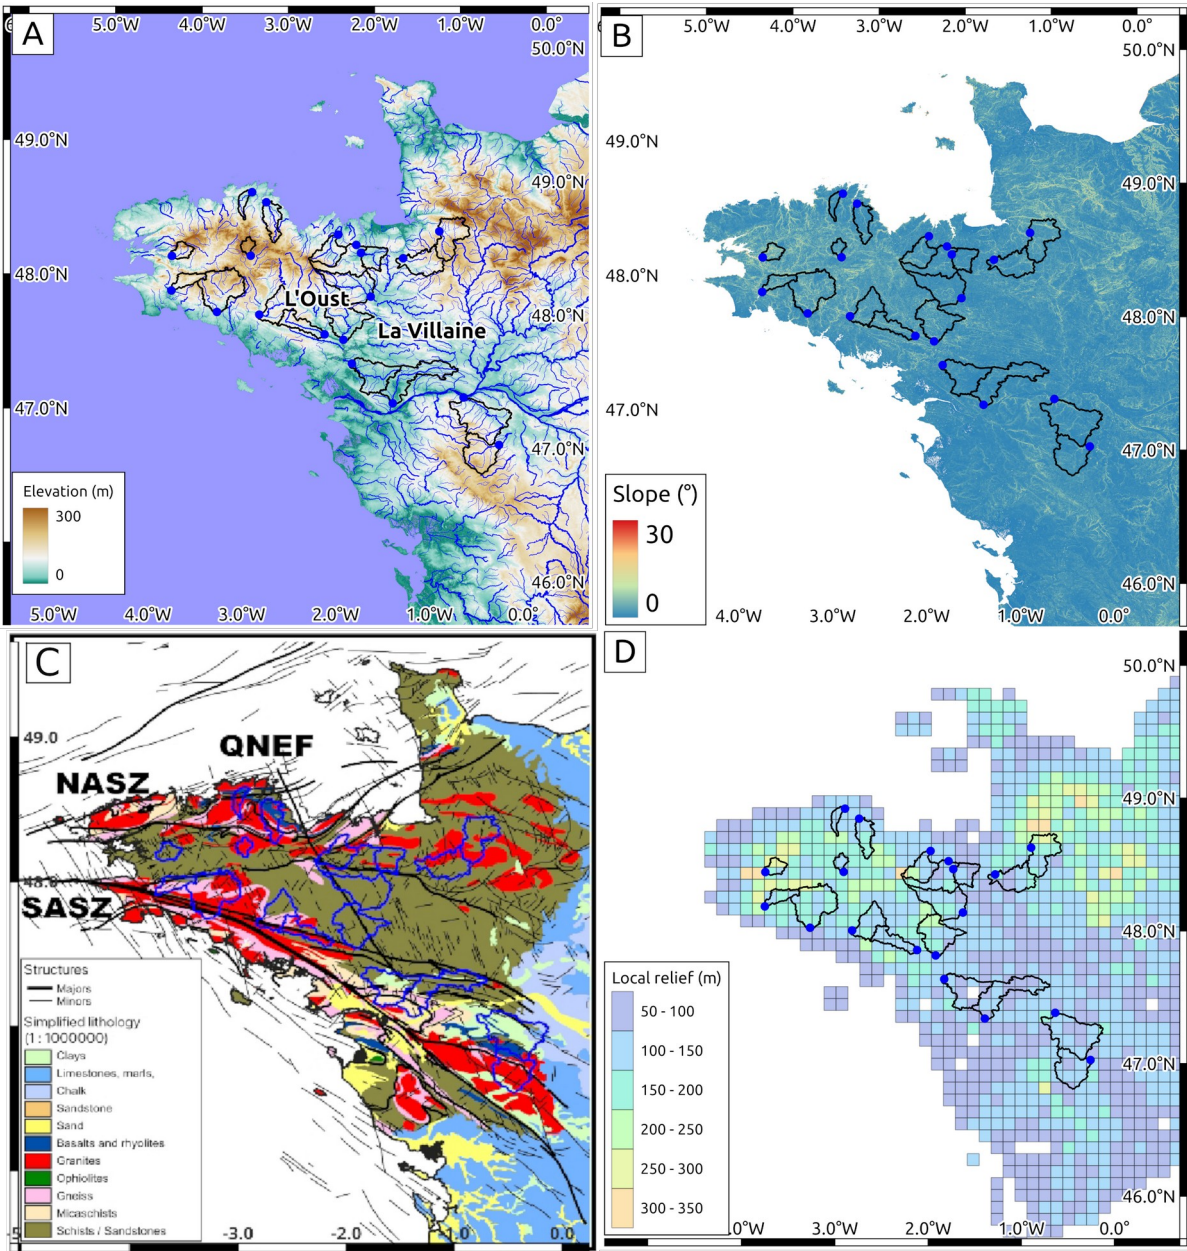 A
5.0°W 4.0°W 3.0°W 2.0°W 1.0°W 0.0°
50.0°N
49.0°N
49.0°N
48.0°N
48.0°N
47.0°N
47.0°N
46.0°N
L'Oust
La Villaine
Elevation (m)
300
0
5.0°W 4.0°W 3.0°W 2.0°W 1.0°W 0.0°
B
5.0°W 4.0°W 3.0°W 2.0°W 1.0°W 0.0°
50.0°N
49.0°N
49.0°N
48.0°N
48.0°N
47.0°N
47.0°N
46.0°N
Slope (°)
30
0
4.0°W 3.0°W 2.0°W 1.0°W 0.0°
C
49.0
QNEF
NASZ
48.0
SASZ
Structures
Majors
Minors
Simplified lithology
(1 : 1000000)
Clays
Limestones, marls,
Chalk
Sandstone
Sand
Basalts and rhyolites
Granites
Ophiolites
Gneiss
Micaschists
Schists / Sandstones
-3.0 -2.0 -1.0 0.0
D
50.0°N
49.0°N
48.0°N
47.0°N
46.0°N
Local relief (m)
50 - 100
100 - 150
150 - 200
200 - 250
250 - 300
300 - 350
.0°W 3.0°W 2.0°W 1.0°W 0.0°